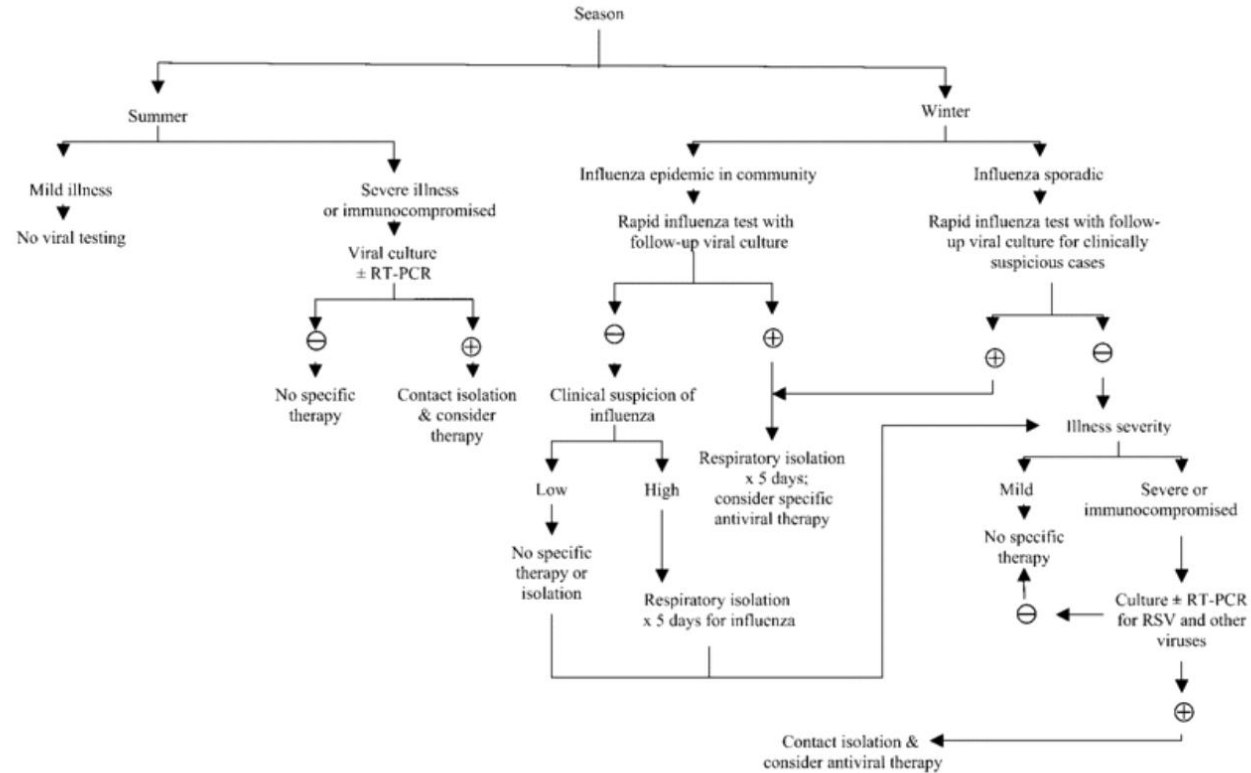 Season
Summer
Winter
Mild illness
No viral testing
Severe illness
or immunocompromised
Viral culture
± RT-PCR
⊖
⊕
No specific
therapy
Contact isolation
& consider
therapy
Influenza epidemic in community
Rapid influenza test with
follow-up viral culture
⊖
⊕
Clinical suspicion of
influenza
Low
High
No specific
therapy or
isolation
Respiratory isolation
x 5 days for influenza
Respiratory isolation
x 5 days;
consider specific
antiviral therapy
Influenza sporadic
Rapid influenza test with follow-
up viral culture for clinically
suspicious cases
⊕
⊖
Illness severity
Mild
No specific
therapy
Severe or
immunocompromised
Culture ± RT-PCR
for RSV and other
viruses
⊖
⊕
Contact isolation &
consider antiviral therapy